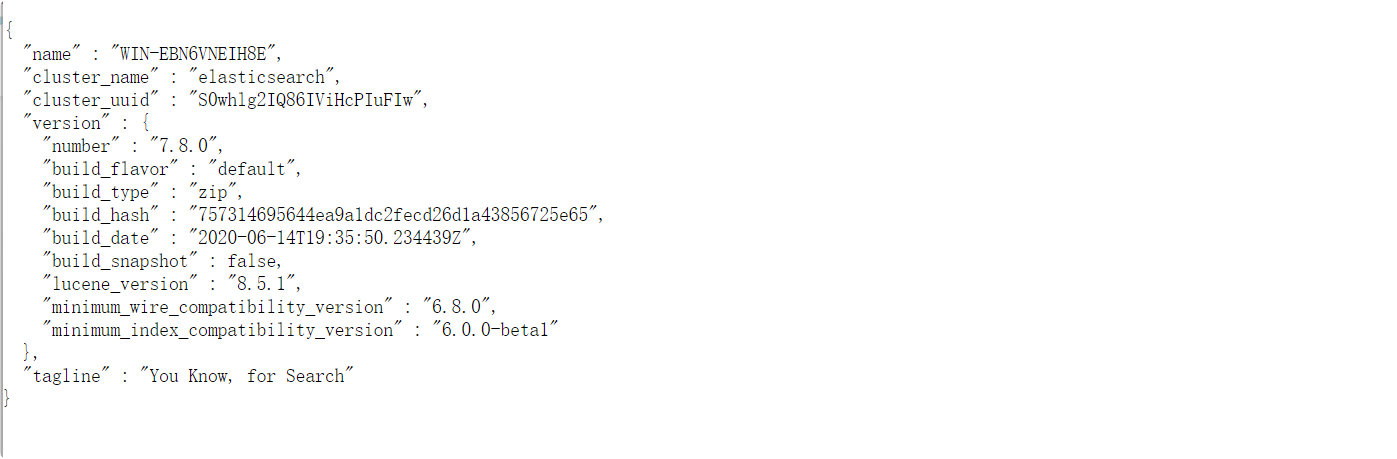 {
"name" : "WIN-EBN6VNEIH8E",
"cluster_name" : "elasticsearch",
"cluster_uuid" : "SOwhlg2IQ86IViHcPIuFIw",
"version" : {
"number" : "7.8.0",
"build_flavor" : "default",
"build_type" : "zip",
"build_hash" : "757314695644ea9a1dc2fecd26d1a43856725e65",
"build_date" : "2020-06-14T19:35:50.234439Z",
"build_snapshot" : false,
"lucene_version" : "8.5.1",
"minimum_wire_compatibility_version" : "6.8.0",
"minimum_index_compatibility_version" : "6.0.0-beta1"
},
"tagline" : "You Know, for Search"
}